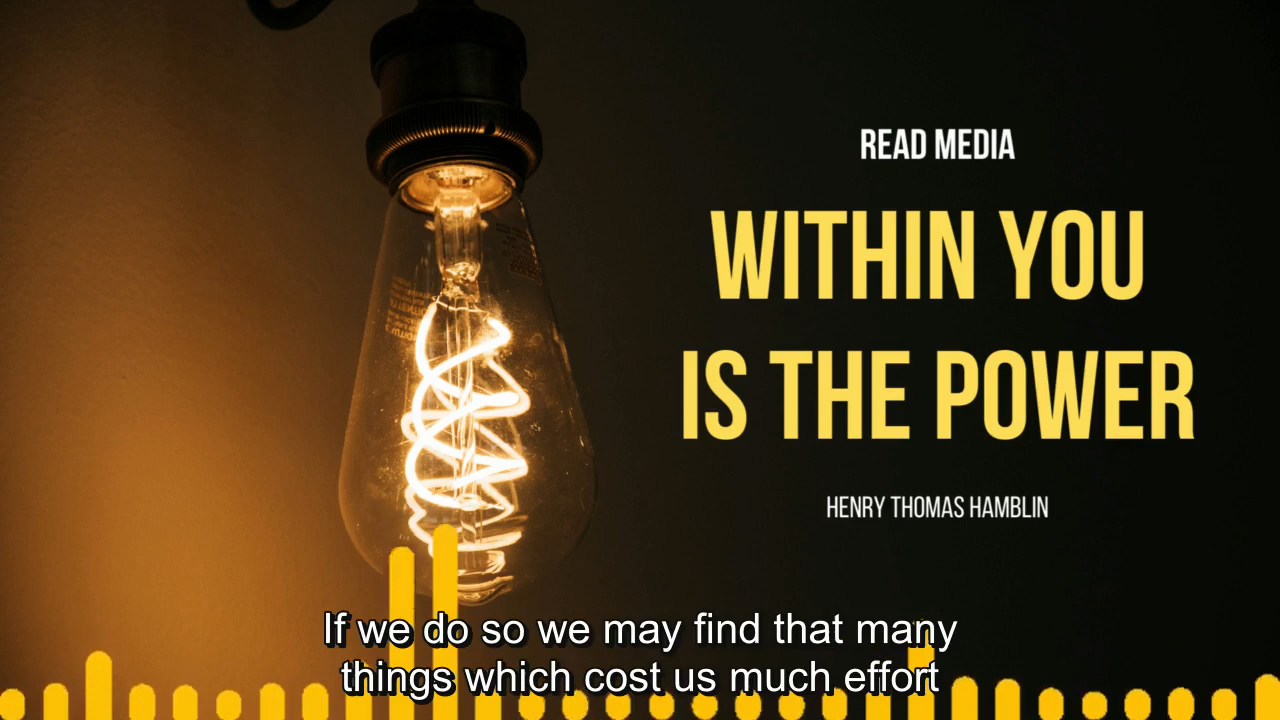 READ MEDIA
WITHIN YOU
IS THE POWER
HENRY THOMAS HAMBLIN
If we do so we may find that many
things which cost us much effort